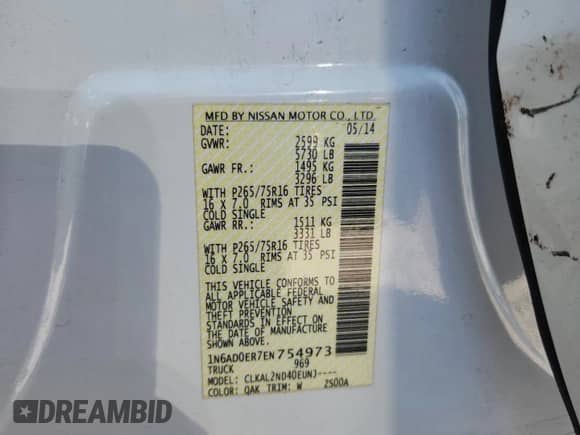 MFD BY NISSAN MOTOR CO., LTD.
DATE: 05/14
GVWR: 2599 KG
5730 LB
GAWR FR.: 1495 KG
3296 LB
WITH P265/75R16 TIRES
16 X 7.0 RIMS AT 35 PSI
COLD SINGLE
GAWR RR.: 1511 KG
3331 LB
WITH P265/75R16 TIRES
16 X 7.0 RIMS AT 35 PSI
COLD SINGLE
THIS VEHICLE CONFORMS TO
ALL APPLICABLE FEDERAL
MOTOR VEHICLE SAFETY AND
THEFT PREVENTION
STANDARDS IN EFFECT ON
THE DATE OF MANUFACTURE
1N6AD0ER7EN754973
TRUCK 969
MODEL: CLKAL2ND40EUNJ----
COLOR: QAK TRIM: W 2S00A
DREAMBID